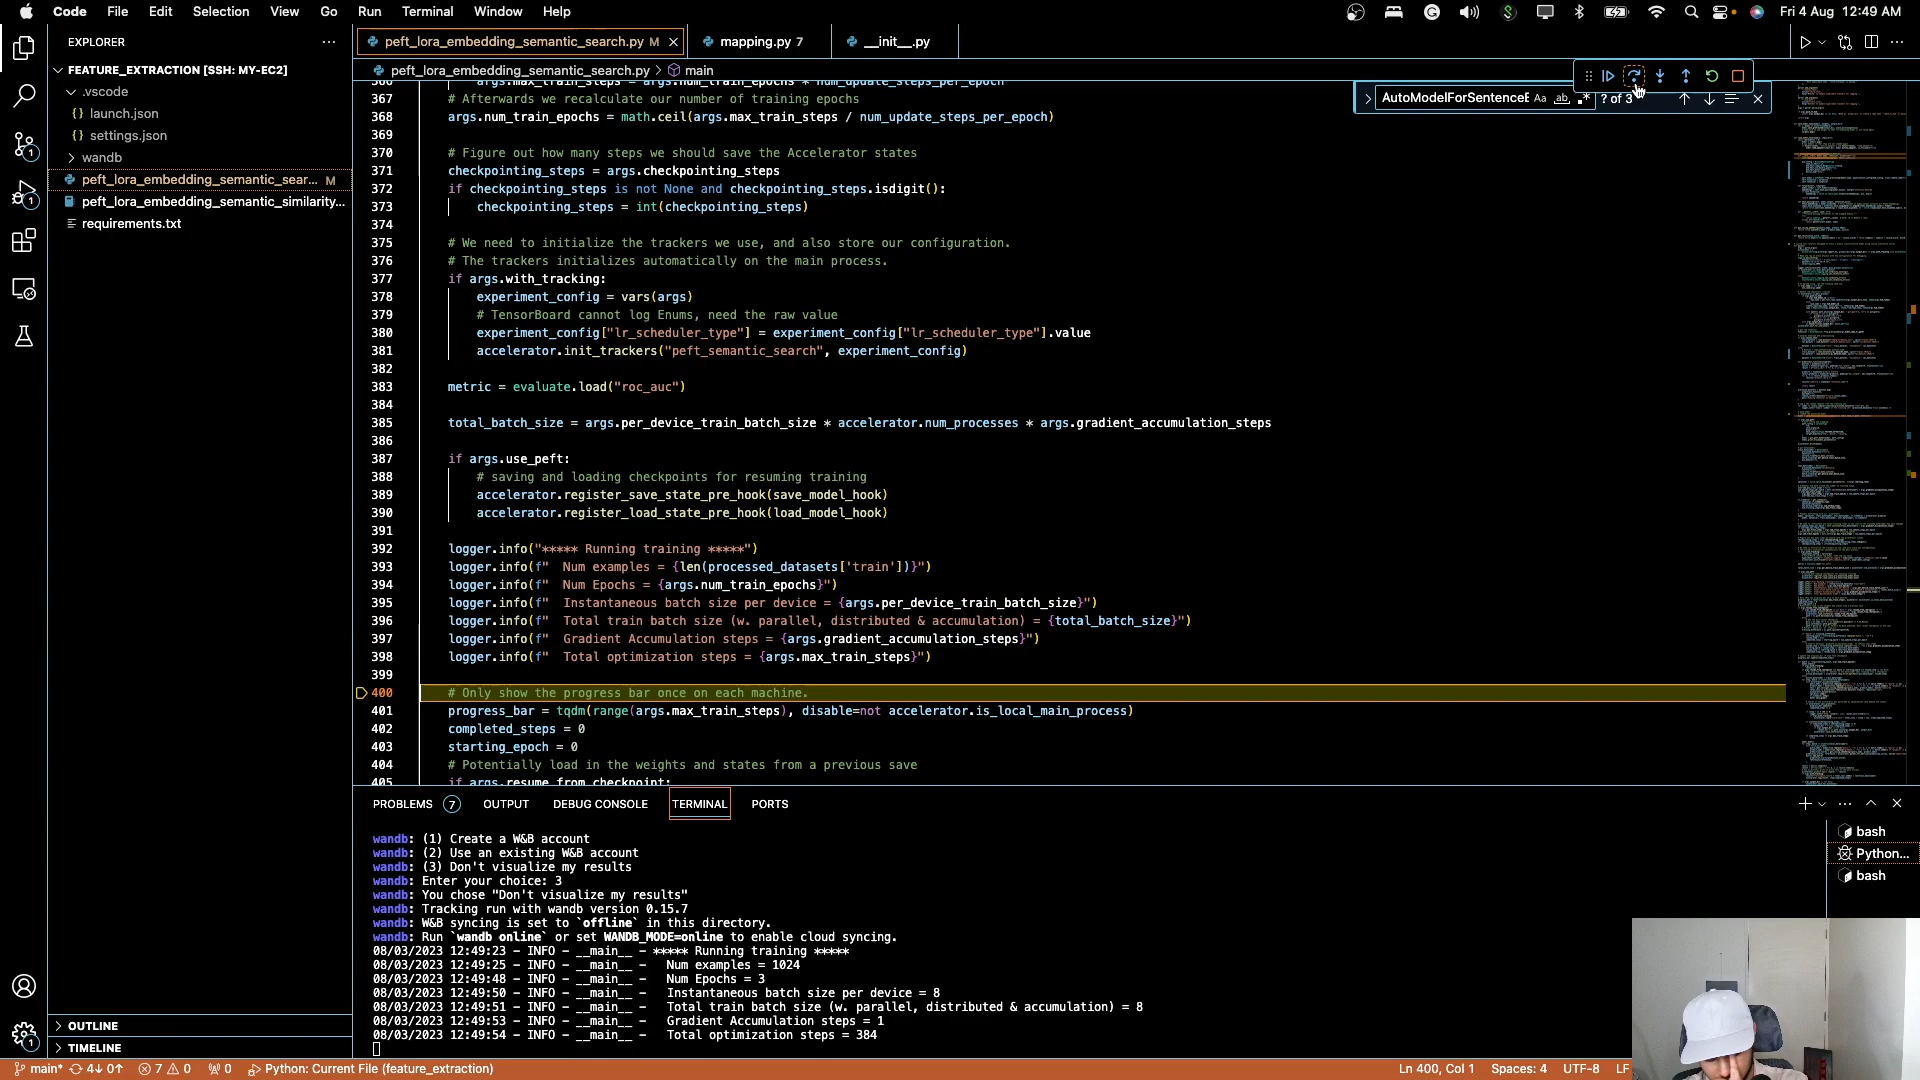 Code File Edit Selection View Go Run Terminal Window Help
Fri 4 Aug 12:49 AM
EXPLORER
FEATURE_EXTRACTION [SSH: MY-EC2]
.vscode
launch.json
settings.json
wandb
peft_lora_embedding_semantic_sear... M
peft_lora_embedding_semantic_similarity...
requirements.txt
OUTLINE
TIMELINE
peft_lora_embedding_semantic_search.py M
mapping.py 7
__init__.py
peft_lora_embedding_semantic_search.py > main
AutoModelForSentenceE Aa ab ? of 3
366 args.max_train_steps = args.num_train_epochs * num_update_steps_per_epoch
367 # Afterwards we recalculate our number of training epochs
368 args.num_train_epochs = math.ceil(args.max_train_steps / num_update_steps_per_epoch)
369
370 # Figure out how many steps we should save the Accelerator states
371 checkpointing_steps = args.checkpointing_steps
372 if checkpointing_steps is not None and checkpointing_steps.isdigit():
373 checkpointing_steps = int(checkpointing_steps)
374
375 # We need to initialize the trackers we use, and also store our configuration.
376 # The trackers initializes automatically on the main process.
377 if args.with_tracking:
378 experiment_config = vars(args)
379 # TensorBoard cannot log Enums, need the raw value
380 experiment_config["lr_scheduler_type"] = experiment_config["lr_scheduler_type"].value
381 accelerator.init_trackers("peft_semantic_search", experiment_config)
382
383 metric = evaluate.load("roc_auc")
384
385 total_batch_size = args.per_device_train_batch_size * accelerator.num_processes * args.gradient_accumulation_steps
386
387 if args.use_peft:
388 # saving and loading checkpoints for resuming training
389 accelerator.register_save_state_pre_hook(save_model_hook)
390 accelerator.register_load_state_pre_hook(load_model_hook)
391
392 logger.info("***** Running training *****")
393 logger.info(f"  Num examples = {len(processed_datasets['train'])}")
394 logger.info(f"  Num Epochs = {args.num_train_epochs}")
395 logger.info(f"  Instantaneous batch size per device = {args.per_device_train_batch_size}")
396 logger.info(f"  Total train batch size (w. parallel, distributed & accumulation) = {total_batch_size}")
397 logger.info(f"  Gradient Accumulation steps = {args.gradient_accumulation_steps}")
398 logger.info(f"  Total optimization steps = {args.max_train_steps}")
399
400 # Only show the progress bar once on each machine.
401 progress_bar = tqdm(range(args.max_train_steps), disable=not accelerator.is_local_main_process)
402 completed_steps = 0
403 starting_epoch = 0
404 # Potentially load in the weights and states from a previous save
405 if args.resume_from_checkpoint:
PROBLEMS 7 OUTPUT DEBUG CONSOLE TERMINAL PORTS
wandb: (1) Create a W&B account
wandb: (2) Use an existing W&B account
wandb: (3) Don't visualize my results
wandb: Enter your choice: 3
wandb: You chose "Don't visualize my results"
wandb: Tracking run with wandb version 0.15.7
wandb: W&B syncing is set to `offline` in this directory.
wandb: Run `wandb online` or set WANDB_MODE=online to enable cloud syncing.
08/03/2023 12:49:23 - INFO - __main__ - ***** Running training *****
08/03/2023 12:49:25 - INFO - __main__ -   Num examples = 1024
08/03/2023 12:49:48 - INFO - __main__ -   Num Epochs = 3
08/03/2023 12:49:50 - INFO - __main__ -   Instantaneous batch size per device = 8
08/03/2023 12:49:51 - INFO - __main__ -   Total train batch size (w. parallel, distributed & accumulation) = 8
08/03/2023 12:49:53 - INFO - __main__ -   Gradient Accumulation steps = 1
08/03/2023 12:49:54 - INFO - __main__ -   Total optimization steps = 384
bash
Python...
bash
main* 4↓ 0↑ 7 0 0 Python: Current File (feature_extraction)
Ln 400, Col 1 Spaces: 4 UTF-8 LF